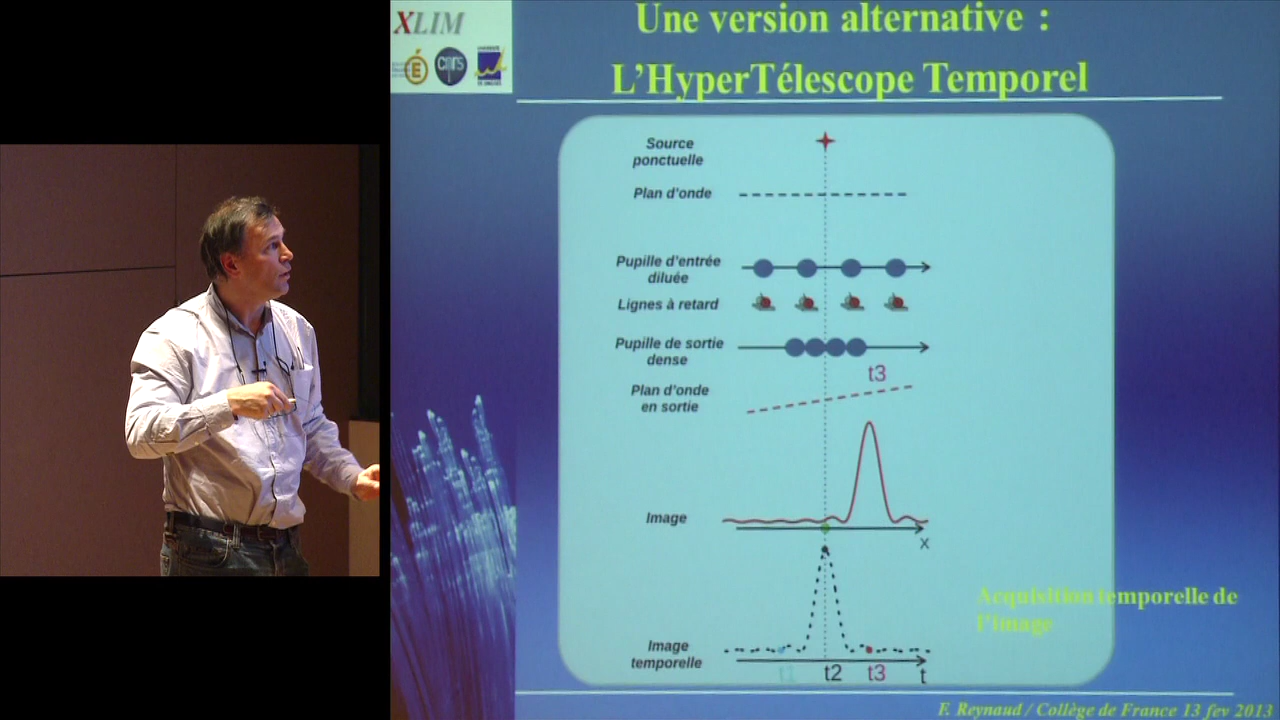 XLIM
cnrs
Une version alternative :
L'HyperTélescope Temporel
Source
ponctuelle
Plan d'onde
Pupille d'entrée
diluée
Lignes à retard
Pupille de sortie
dense
t3
Plan d'onde
en sortie
Image
x
Acquisition temporelle de
l'image
Image
temporelle
t1 t2 t3 t
F. Reynaud / Collège de France 13 fev 2013